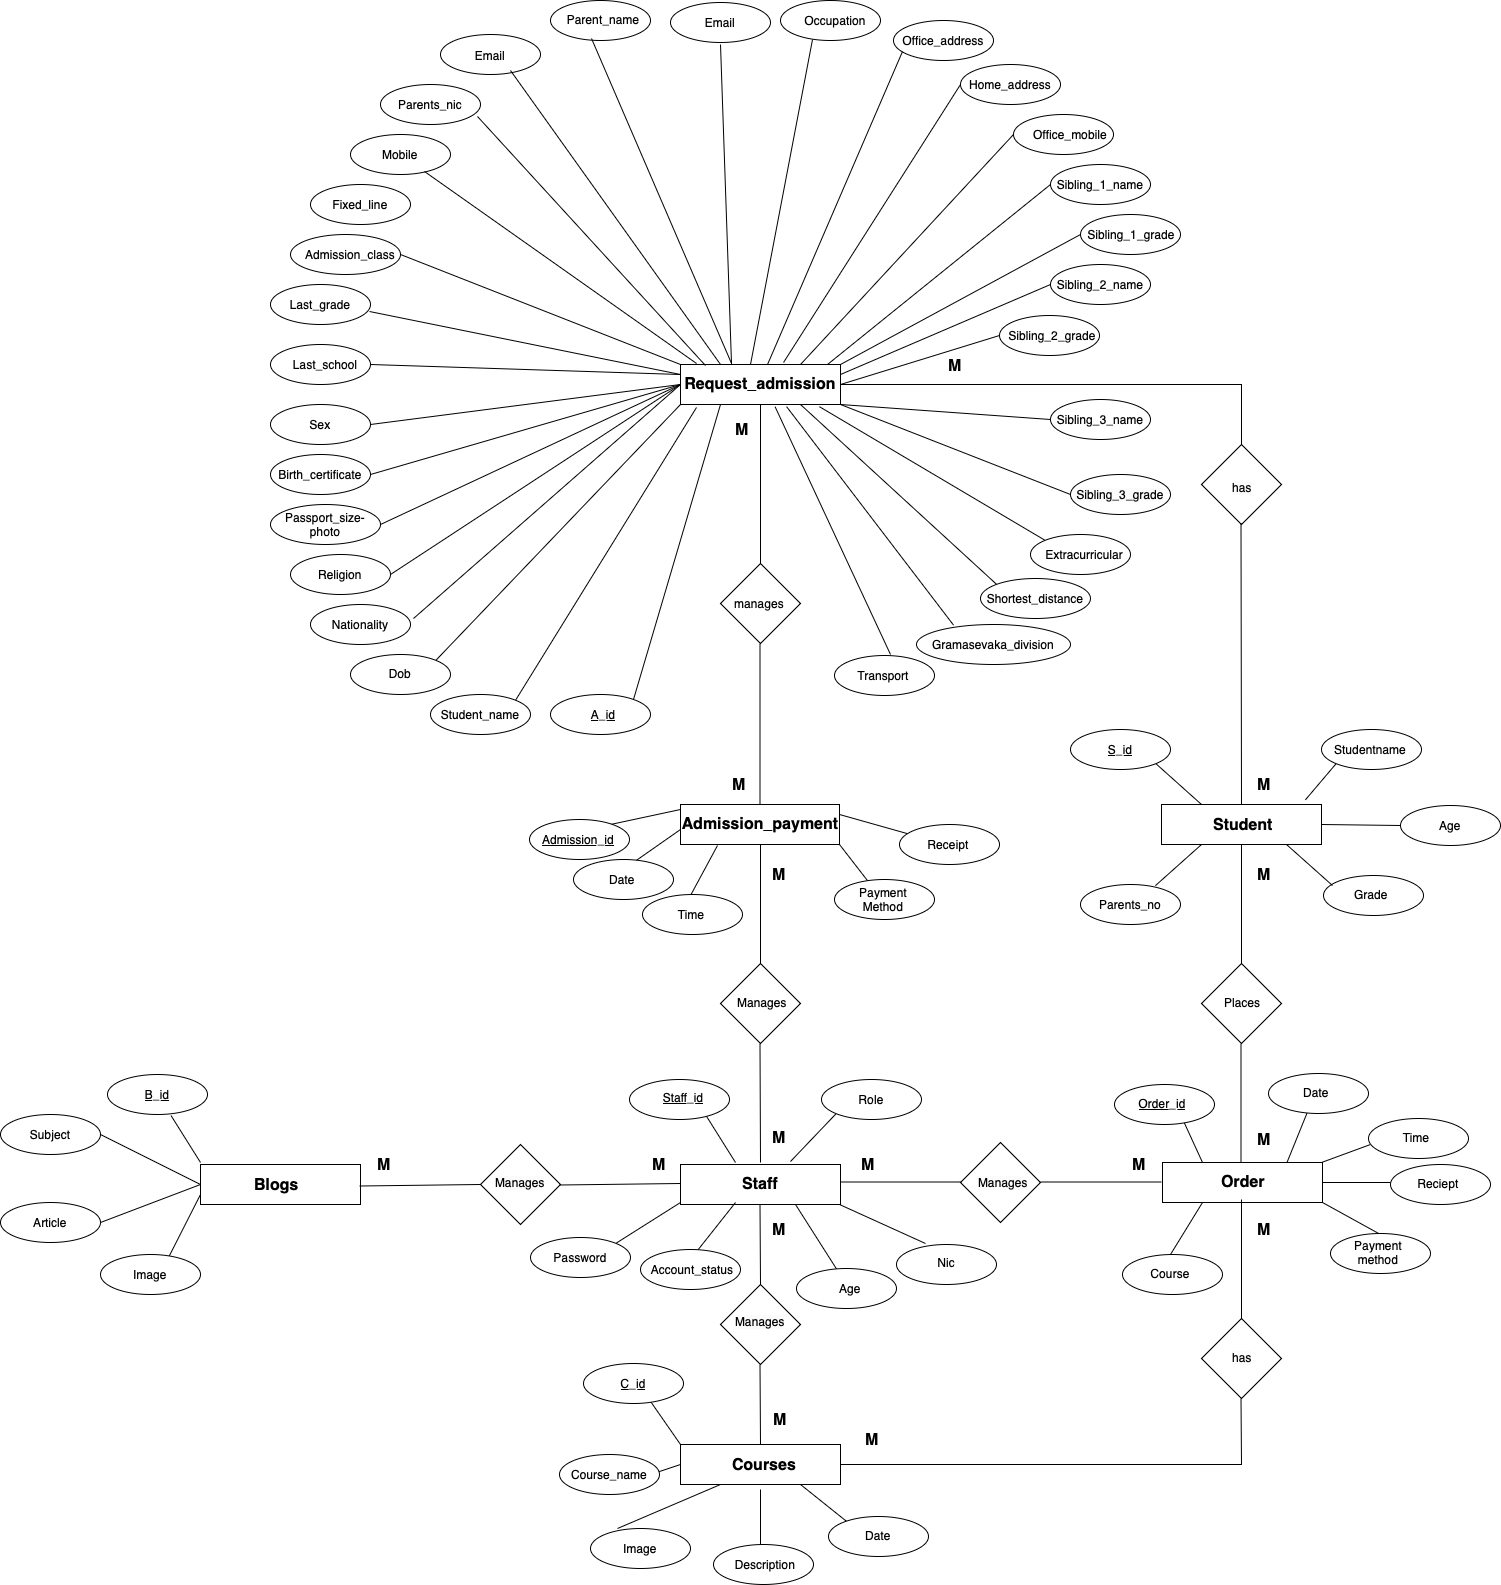 Parent_name
Email
Occupation
Office_address
Email
Home_address
Parents_nic
Office_mobile
Mobile
Sibling_1_name
Fixed_line
Sibling_1_grade
Admission_class
Sibling_2_name
Last_grade
Sibling_2_grade
Last_school
M
Request_admission
Sex
M
Sibling_3_name
Birth_certificate
has
Sibling_3_grade
Passport_size-
photo
Extracurricular
Religion
manages
Shortest_distance
Nationality
Gramasevaka_division
Dob
Transport
Student_name
A_id
S_id
Studentname
M
M
Admission_payment
Student
Age
Admission_id
Receipt
Date
M
M
Payment
Method
Grade
Time
Parents_no
Manages
Places
B_id
Staff_id
Role
Order_id
Date
Subject
M
M
Time
M
M
M
M
Blogs
Manages
Staff
Manages
Order
Reciept
Article
M
M
Password
Account_status
Nic
Payment
method
Image
Age
Course
Manages
has
C_id
M
M
Course_name
Courses
Image
Description
Date